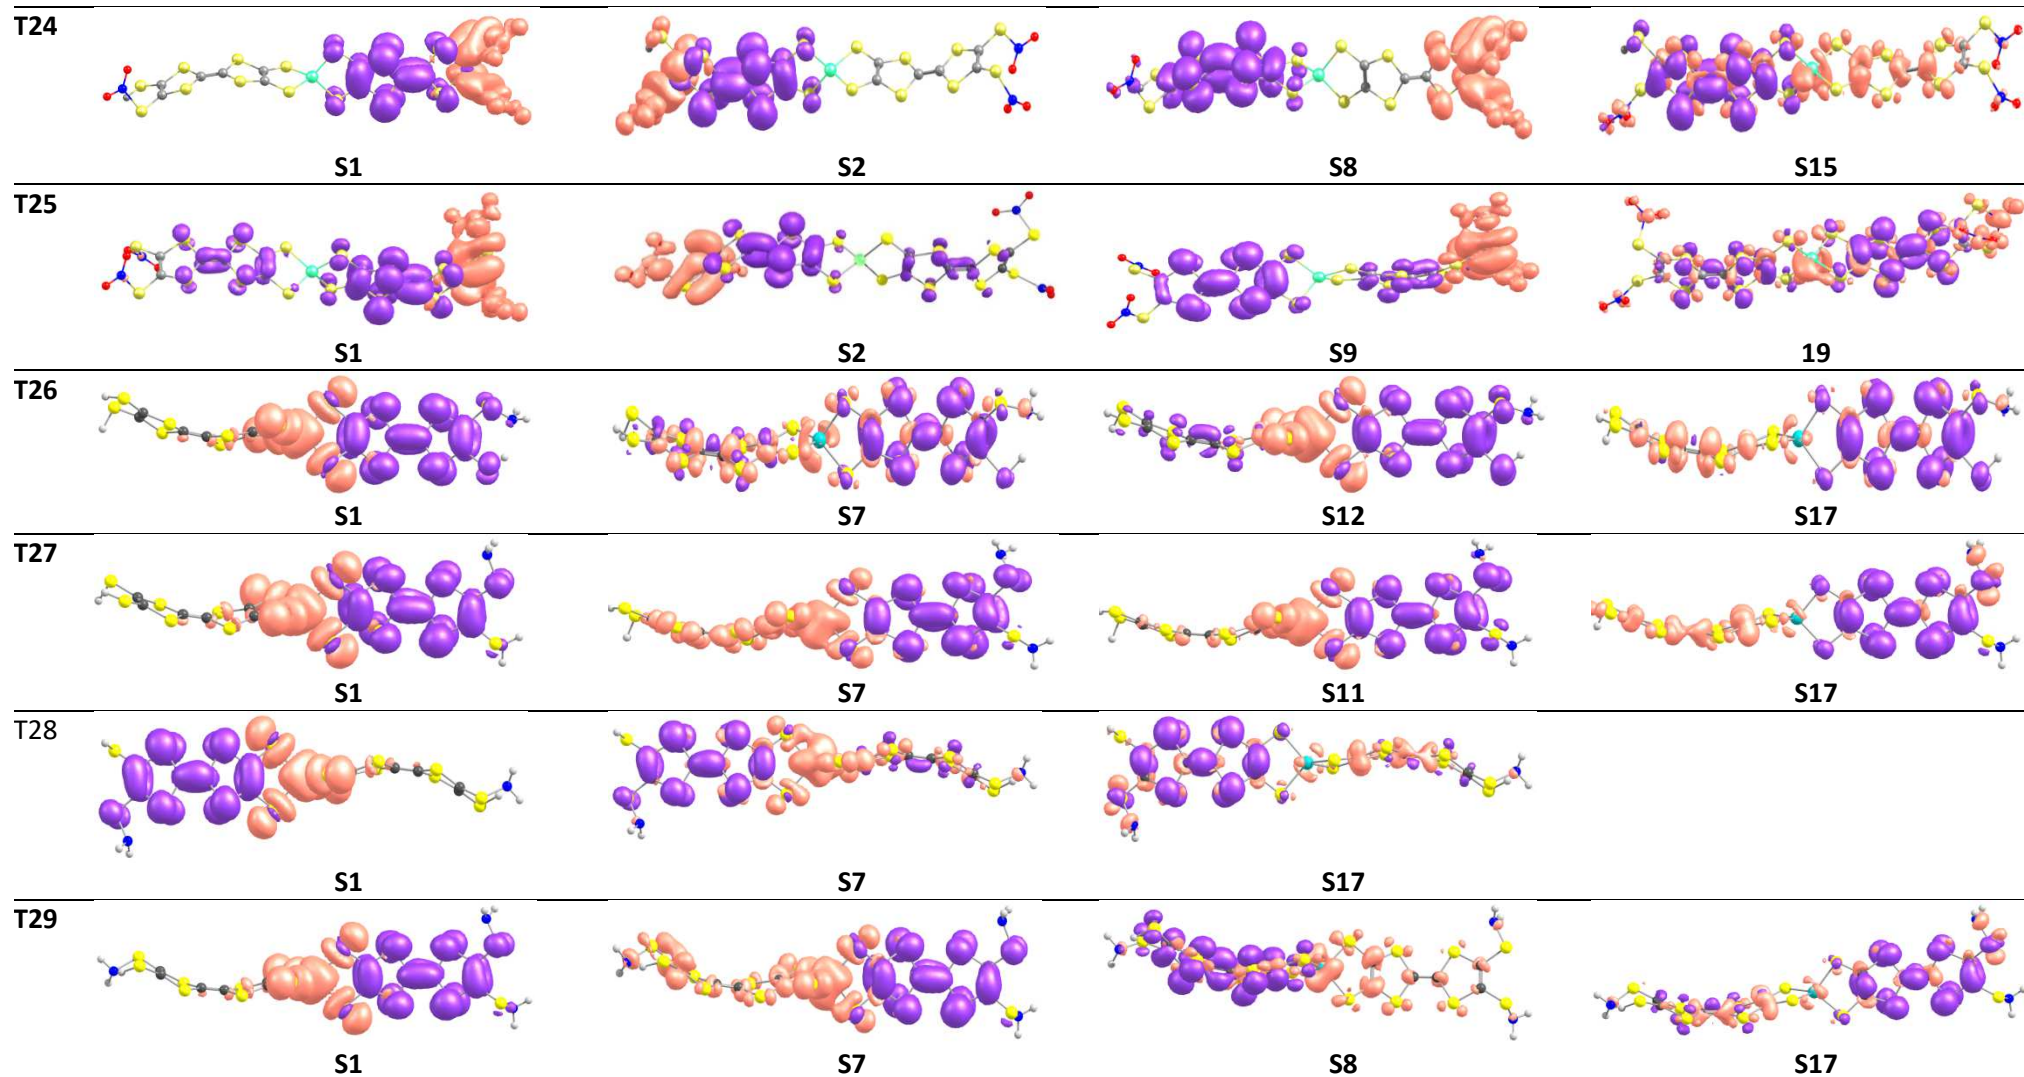 T24
S1 S2 S8 S15
T25
S1 S2 S9 19
T26
S1 S7 S12 S17
T27
S1 S7 S11 S17
T28
S1 S7 S17
T29
S1 S7 S8 S17